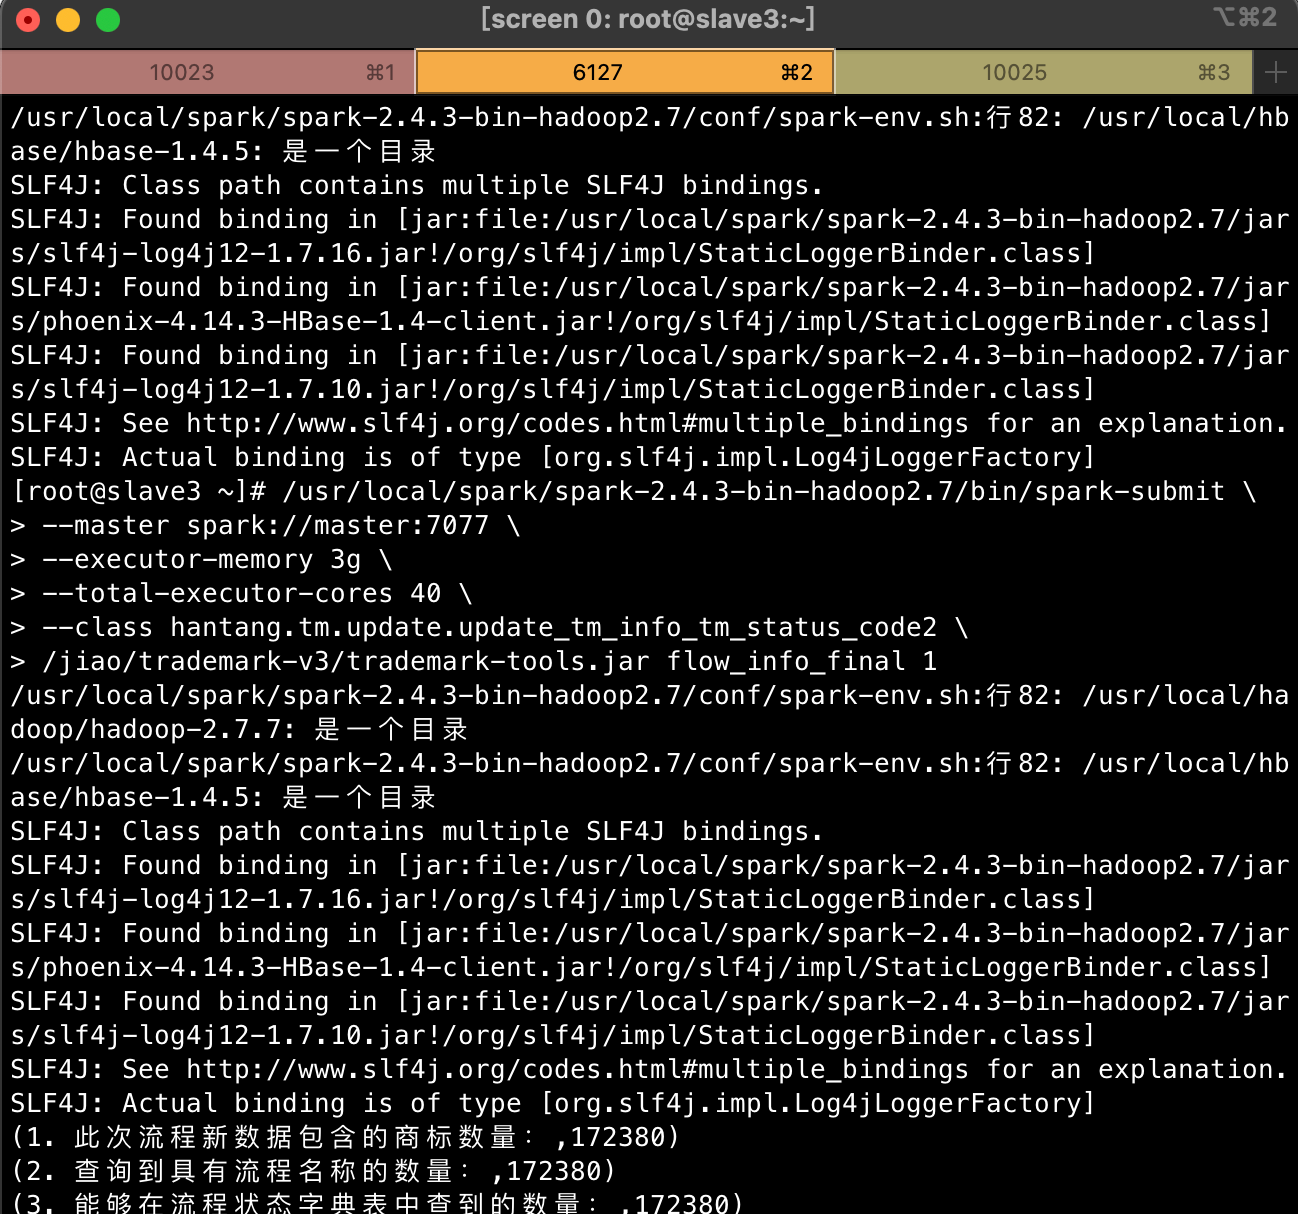 [screen 0: root@slave3:~]
⌥⌘2
10023 ⌘1
6127 ⌘2
10025 ⌘3
/usr/local/spark/spark-2.4.3-bin-hadoop2.7/conf/spark-env.sh:行82: /usr/local/hb
ase/hbase-1.4.5: 是一个目录
SLF4J: Class path contains multiple SLF4J bindings.
SLF4J: Found binding in [jar:file:/usr/local/spark/spark-2.4.3-bin-hadoop2.7/jar
s/slf4j-log4j12-1.7.16.jar!/org/slf4j/impl/StaticLoggerBinder.class]
SLF4J: Found binding in [jar:file:/usr/local/spark/spark-2.4.3-bin-hadoop2.7/jar
s/phoenix-4.14.3-HBase-1.4-client.jar!/org/slf4j/impl/StaticLoggerBinder.class]
SLF4J: Found binding in [jar:file:/usr/local/spark/spark-2.4.3-bin-hadoop2.7/jar
s/slf4j-log4j12-1.7.10.jar!/org/slf4j/impl/StaticLoggerBinder.class]
SLF4J: See http://www.slf4j.org/codes.html#multiple_bindings for an explanation.
SLF4J: Actual binding is of type [org.slf4j.impl.Log4jLoggerFactory]
[root@slave3 ~]# /usr/local/spark/spark-2.4.3-bin-hadoop2.7/bin/spark-submit \
> --master spark://master:7077 \
> --executor-memory 3g \
> --total-executor-cores 40 \
> --class hantang.tm.update.update_tm_info_tm_status_code2 \
> /jiao/trademark-v3/trademark-tools.jar flow_info_final 1
/usr/local/spark/spark-2.4.3-bin-hadoop2.7/conf/spark-env.sh:行82: /usr/local/ha
doop/hadoop-2.7.7: 是一个目录
/usr/local/spark/spark-2.4.3-bin-hadoop2.7/conf/spark-env.sh:行82: /usr/local/hb
ase/hbase-1.4.5: 是一个目录
SLF4J: Class path contains multiple SLF4J bindings.
SLF4J: Found binding in [jar:file:/usr/local/spark/spark-2.4.3-bin-hadoop2.7/jar
s/slf4j-log4j12-1.7.16.jar!/org/slf4j/impl/StaticLoggerBinder.class]
SLF4J: Found binding in [jar:file:/usr/local/spark/spark-2.4.3-bin-hadoop2.7/jar
s/phoenix-4.14.3-HBase-1.4-client.jar!/org/slf4j/impl/StaticLoggerBinder.class]
SLF4J: Found binding in [jar:file:/usr/local/spark/spark-2.4.3-bin-hadoop2.7/jar
s/slf4j-log4j12-1.7.10.jar!/org/slf4j/impl/StaticLoggerBinder.class]
SLF4J: See http://www.slf4j.org/codes.html#multiple_bindings for an explanation.
SLF4J: Actual binding is of type [org.slf4j.impl.Log4jLoggerFactory]
(1. 此次流程新数据包含的商标数量: ,172380)
(2. 查询到具有流程名称的数量: ,172380)
(3. 能够在流程状态字典表中查到的数量: ,172380)